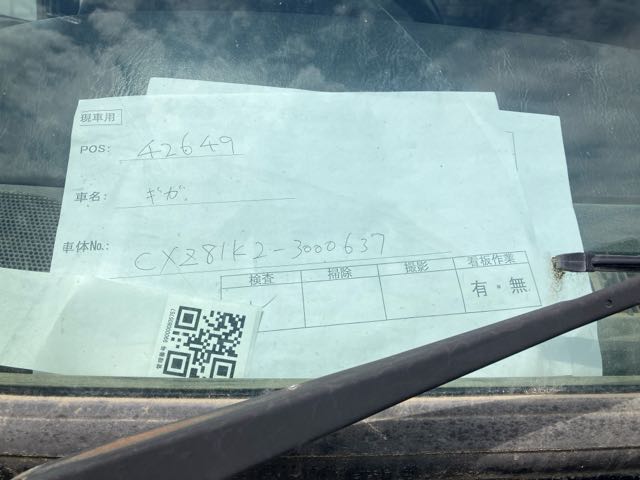 現車用
POS: 42649
車名: ギガ
車体No.: CXZ81K2-3000637
検査 掃除 撮影 看板作業
有・無